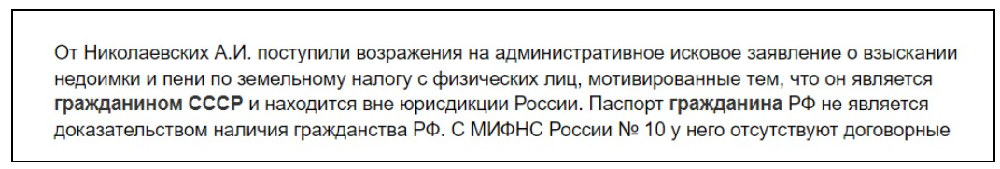 От Николаевских А.И. поступили возражения на административное исковое заявление о взыскании
недоимки и пени по земельному налогу с физических лиц, мотивированные тем, что он является
гражданином СССР и находится вне юрисдикции России. Паспорт гражданина РФ не является
доказательством наличия гражданства РФ. С МИФНС России № 10 у него отсутствуют договорные